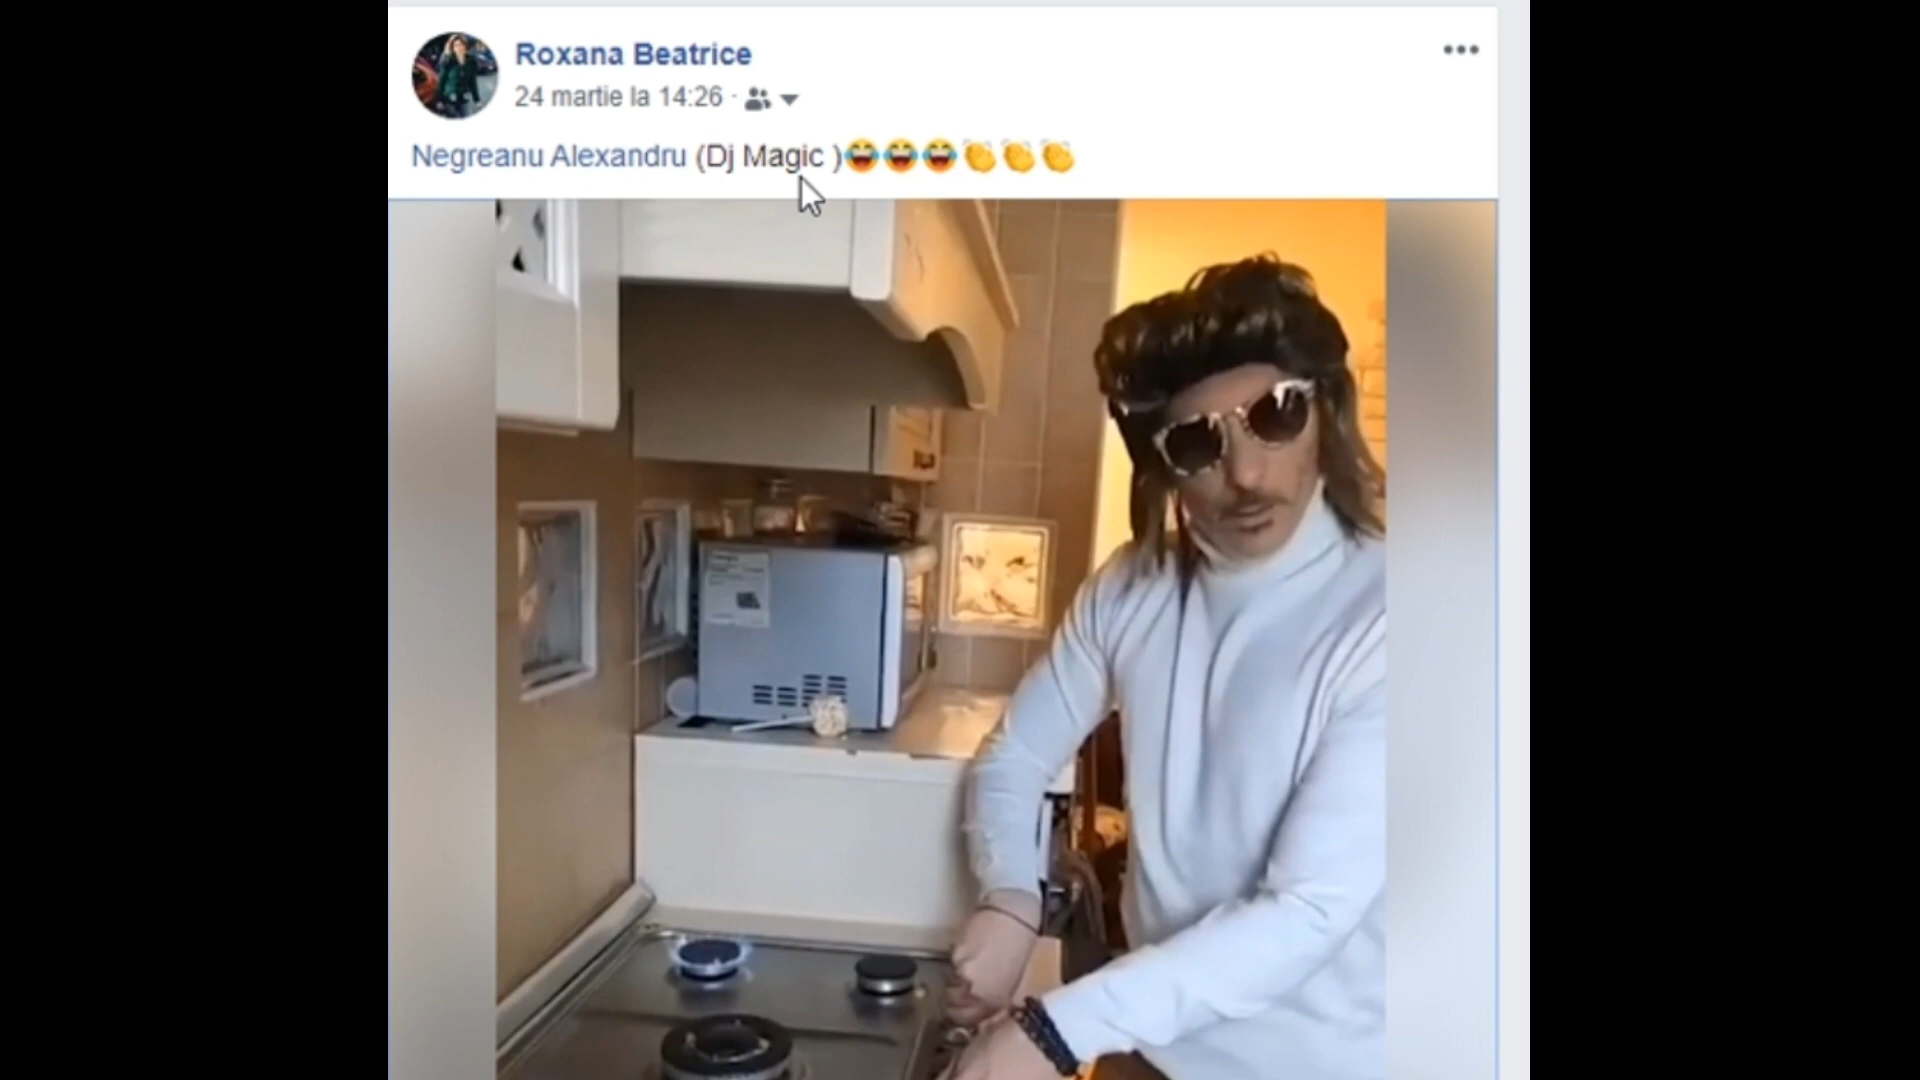 Roxana Beatrice
24 martie la 14:26 ·
Negreanu Alexandru (Dj Magic )😂😂😂👏👏👏